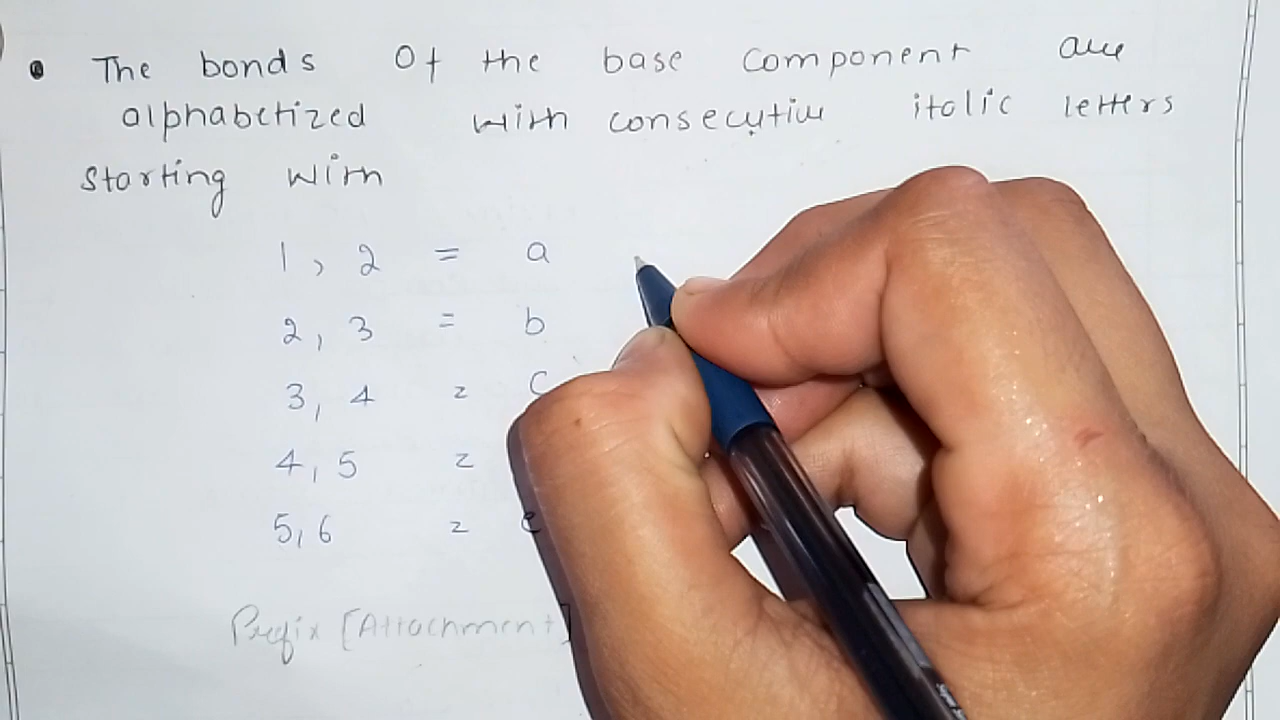 The bonds of the base component are
alphabetized with consecutive italic letters
starting with
1, 2 = a
2, 3 = b
3, 4 = c
4, 5 =
5, 6 = e
Prefix [Attachment]